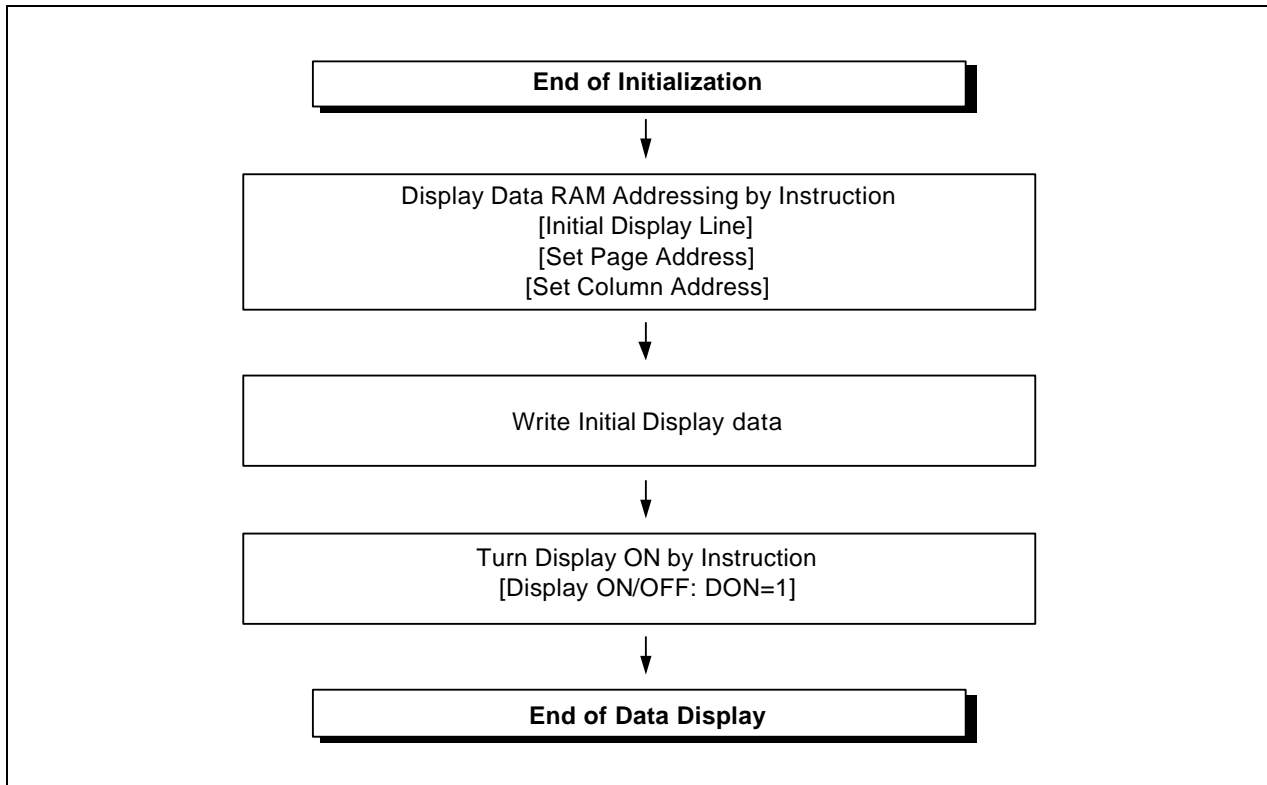 End of Initialization
Display Data RAM Addressing by Instruction
[Initial Display Line]
[Set Page Address]
[Set Column Address]
Write Initial Display data
Turn Display ON by Instruction
[Display ON/OFF: DON=1]
End of Data Display